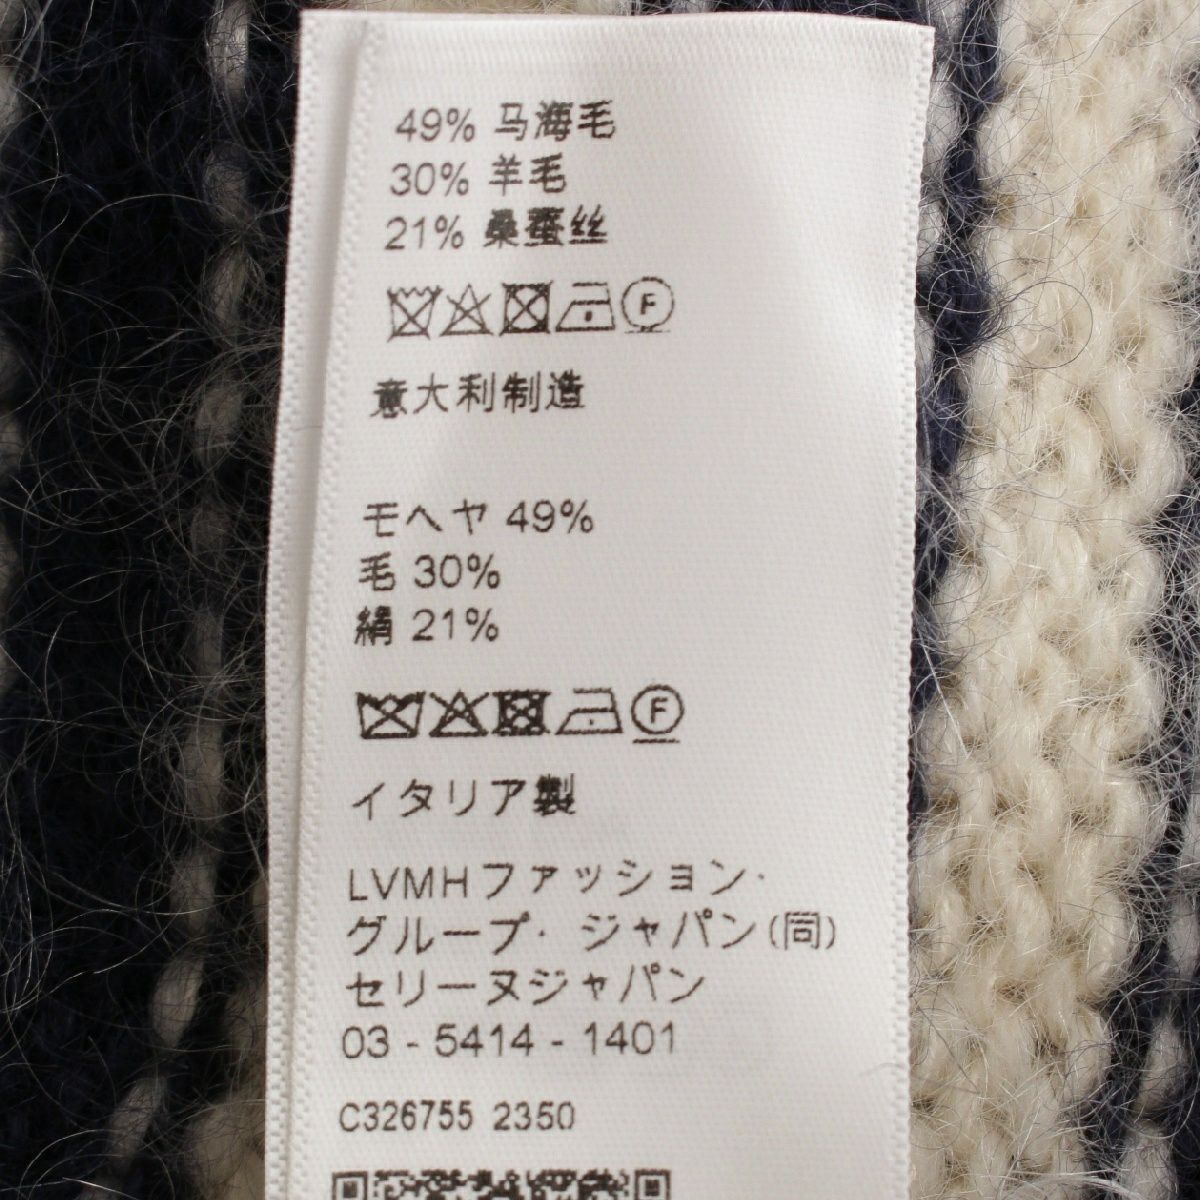 49% 马海毛
30% 羊毛
21% 桑蚕丝
F
意大利制造
モヘヤ 49%
毛 30%
絹 21%
F
イタリア製
LVMHファッション·
グループ· ジャパン(同)
セリーヌジャパン
03 - 5414 - 1401
C326755 2350